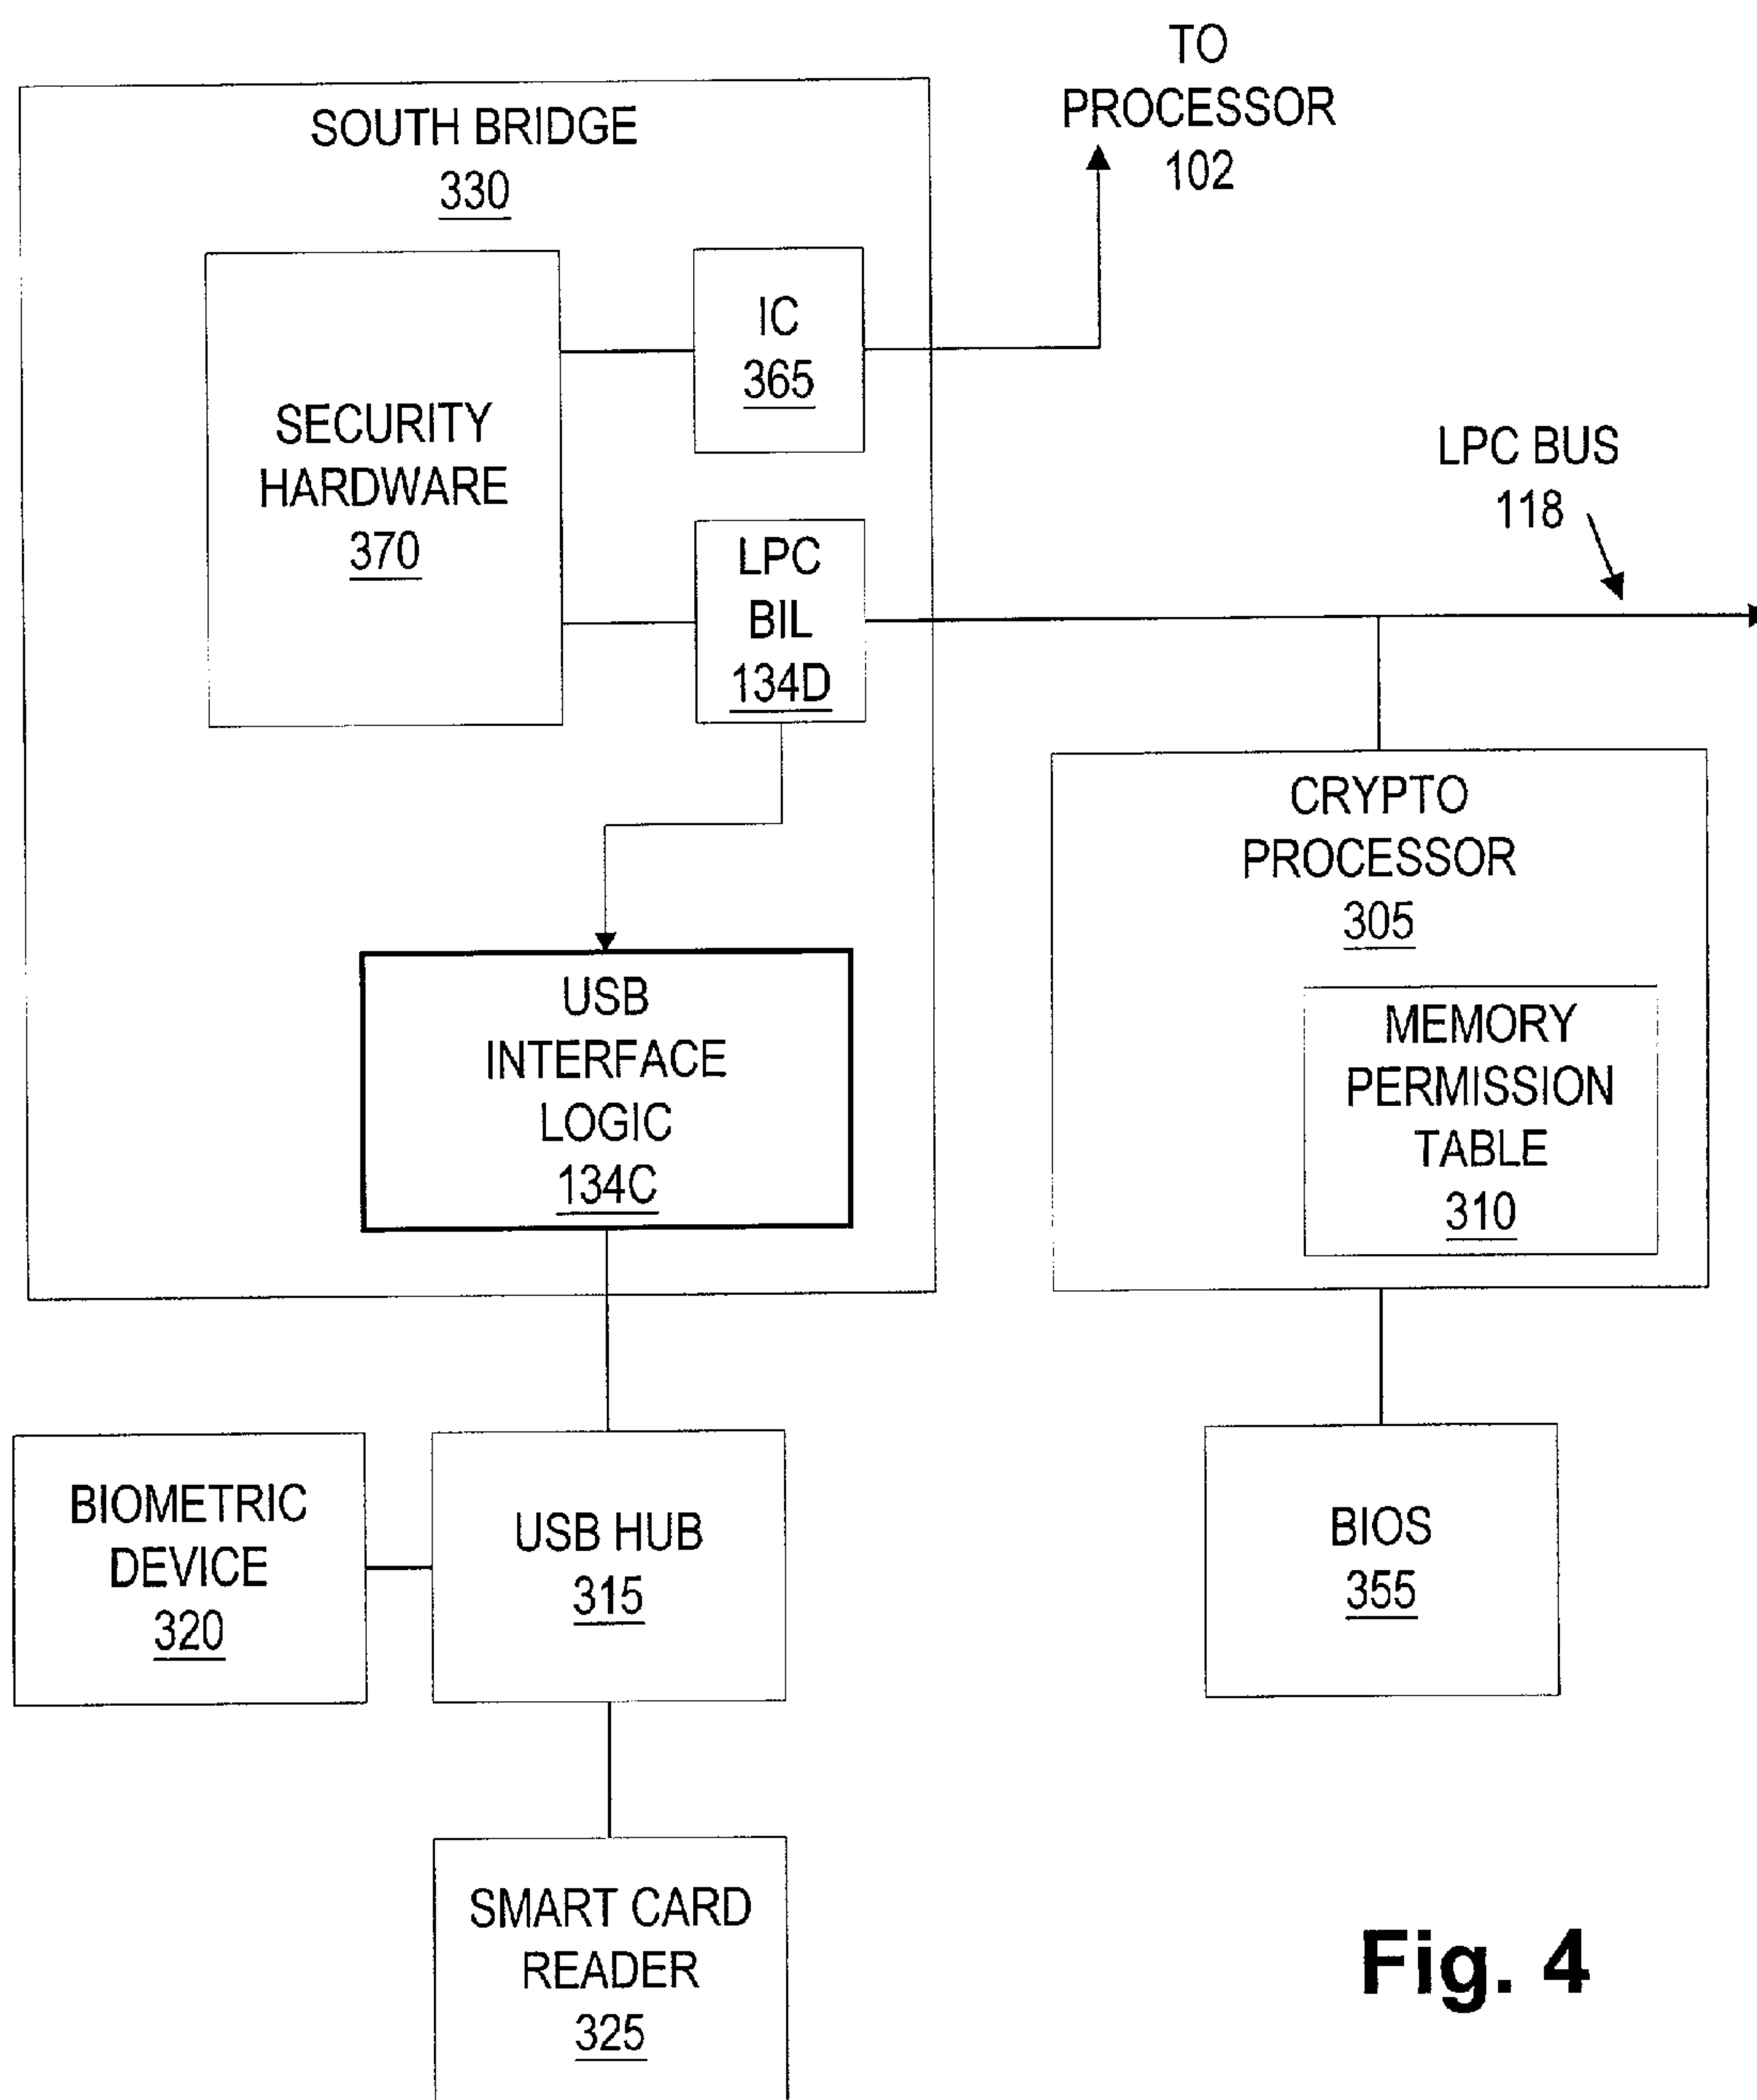 TO
PROCESSOR
102
SOUTH BRIDGE
330
IC
365
SECURITY
HARDWARE
370
LPC BUS
118
LPC
BIL
134D
CRYPTO
PROCESSOR
305
USB
INTERFACE
LOGIC
134C
MEMORY
PERMISSION
TABLE
310
BIOMETRIC
DEVICE
320
USB HUB
315
BIOS
355
SMART CARD
READER
325
Fig. 4